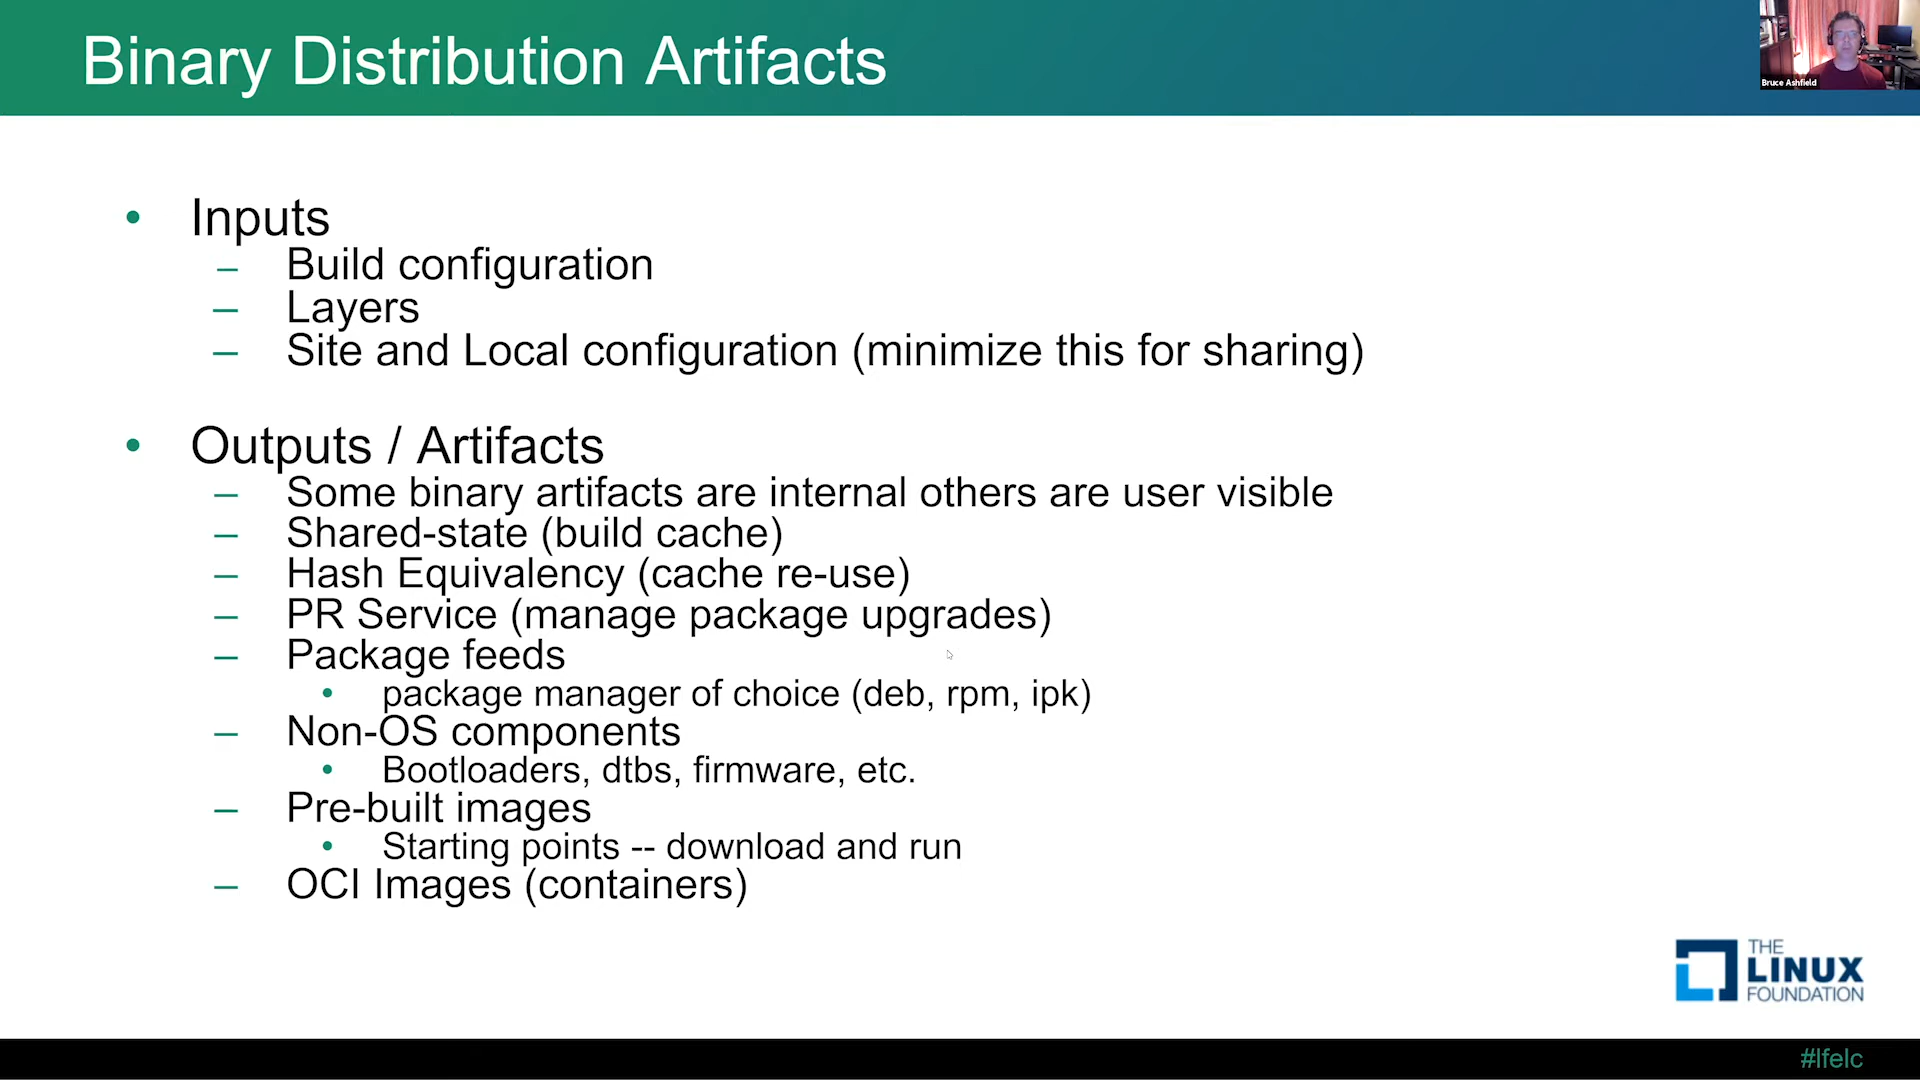 Binary Distribution Artifacts
Bruce Ashfield
• Inputs
– Build configuration
– Layers
– Site and Local configuration (minimize this for sharing)
• Outputs / Artifacts
– Some binary artifacts are internal others are user visible
– Shared-state (build cache)
– Hash Equivalency (cache re-use)
– PR Service (manage package upgrades)
– Package feeds
• package manager of choice (deb, rpm, ipk)
– Non-OS components
• Bootloaders, dtbs, firmware, etc.
– Pre-built images
• Starting points -- download and run
– OCI Images (containers)
THE
LINUX
FOUNDATION
#lfelc